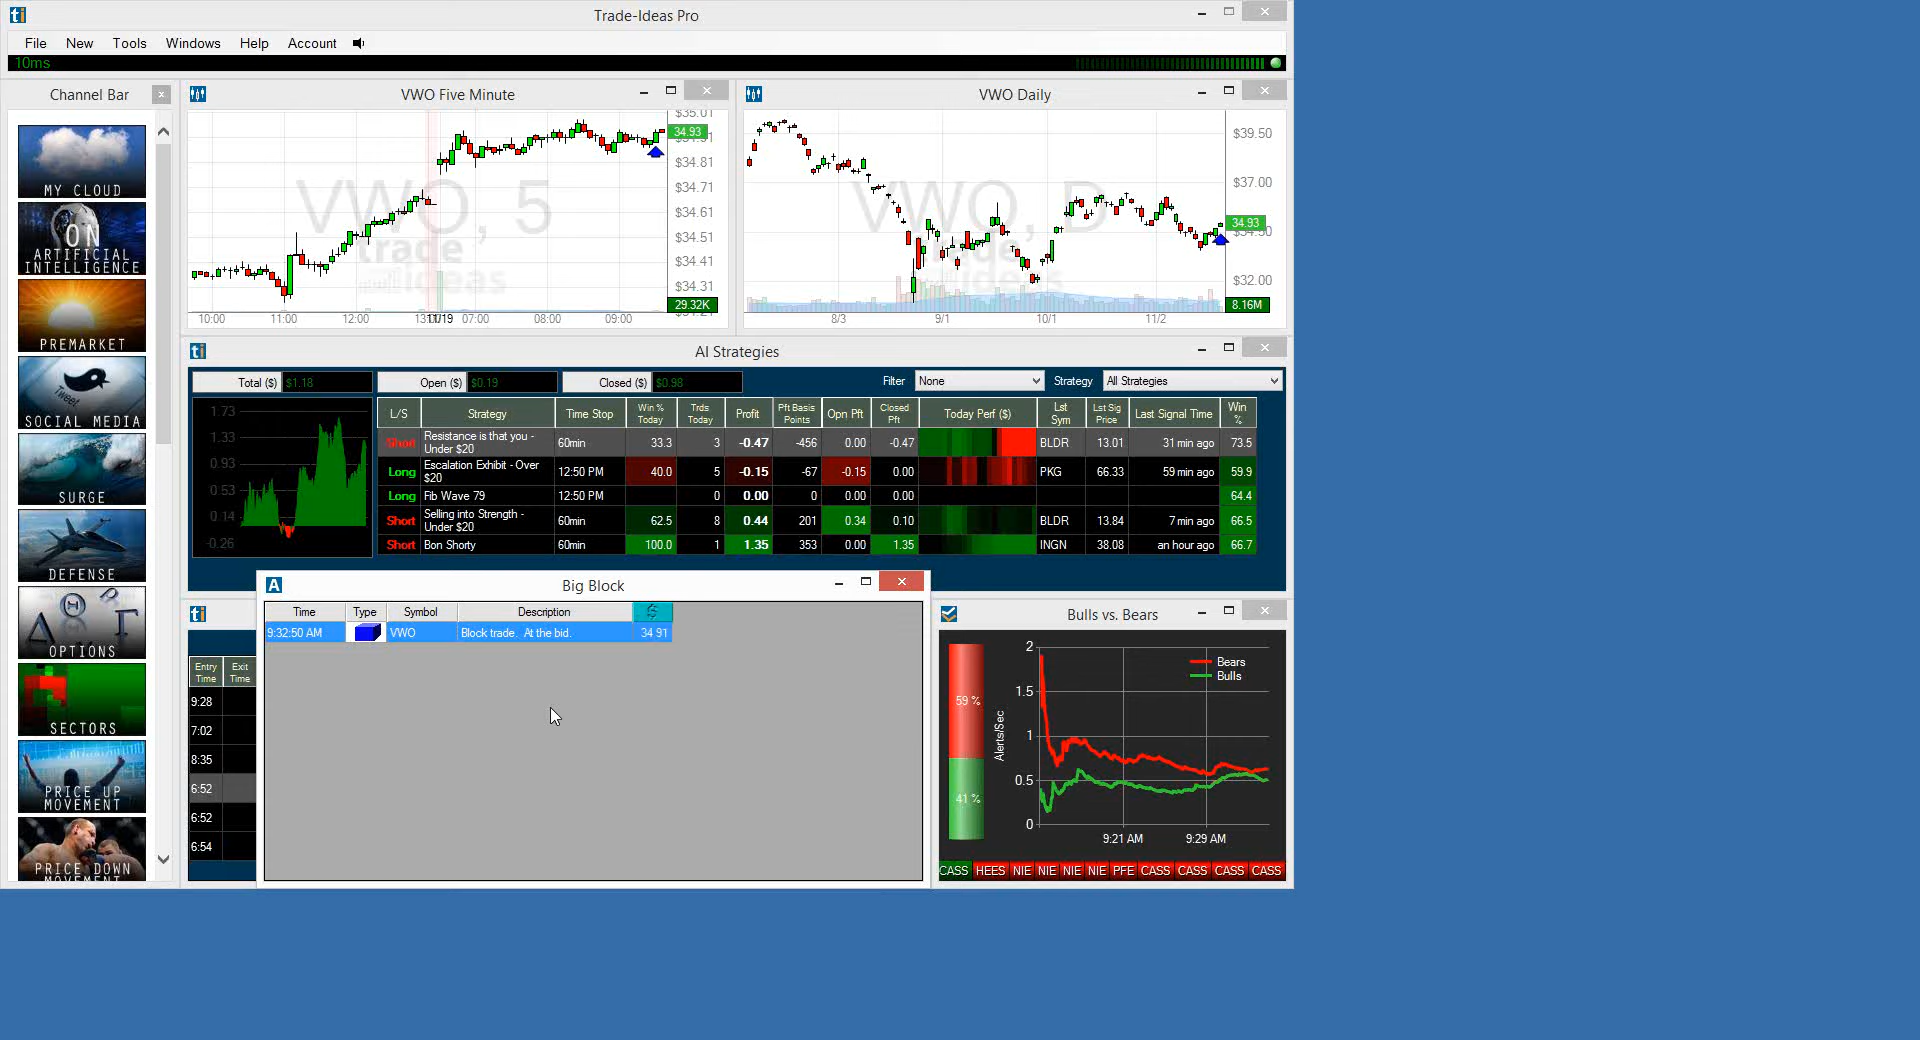 Trade-Ideas Pro
File New Tools Windows Help Account
10ms
Channel Bar
MY CLOUD
ON
ARTIFICIAL
INTELLIGENCE
PREMARKET
Tweet
SOCIAL MEDIA
SURGE
DEFENSE
OPTIONS
SECTORS
PRICE UP
MOVEMENT
PRICE DOWN
MOVEMENT
VWO Five Minute
VWO, 5
trade
ideas
$35.01
34.93
$34.81
$34.71
$34.61
$34.51
$34.41
$34.31
29.32K
10:00 11:00 12:00 11/19 07:00 08:00 09:00
VWO Daily
VWO, D
trade
ideas
$39.50
$37.00
34.93
$34.50
$32.00
8.16M
8/3 9/1 10/1 11/2
AI Strategies
Total ($) $1.18 Open ($) $0.19 Closed ($) $0.98 Filter None Strategy All Strategies
1.73
1.33
0.93
0.53
0.14
-0.26
L/S Strategy Time Stop Win % Today Trds Today Profit Pft Basis Points Opn Pft Closed Pft Today Perf ($) Lst Sym Lst Sig Price Last Signal Time Win %
Short Resistance is that you - Under $20 60min 33.3 3 -0.47 -456 0.00 -0.47 BLDR 13.01 31 min ago 73.5
Long Escalation Exhibit - Over $20 12:50 PM 40.0 5 -0.15 -67 -0.15 0.00 PKG 66.33 59 min ago 59.9
Long Fib Wave 79 12:50 PM 0 0.00 0 0.00 0.00 64.4
Short Selling into Strength - Under $20 60min 62.5 8 0.44 201 0.34 0.10 BLDR 13.84 7 min ago 66.5
Short Bon Shorty 60min 100.0 1 1.35 353 0.00 1.35 INGN 38.08 an hour ago 66.7
Entry Time Exit Time
9:28
7:02
8:35
6:52
6:52
6:54
Big Block
Time Type Symbol Description $
9:32:50 AM VWO Block trade. At the bid. 34.91
Bulls vs. Bears
59 %
41 %
Alerts/Sec
2
1.5
1
0.5
0
Bears
Bulls
9:21 AM 9:29 AM
CASS HEES NIE NIE NIE NIE PFE CASS CASS CASS CASS